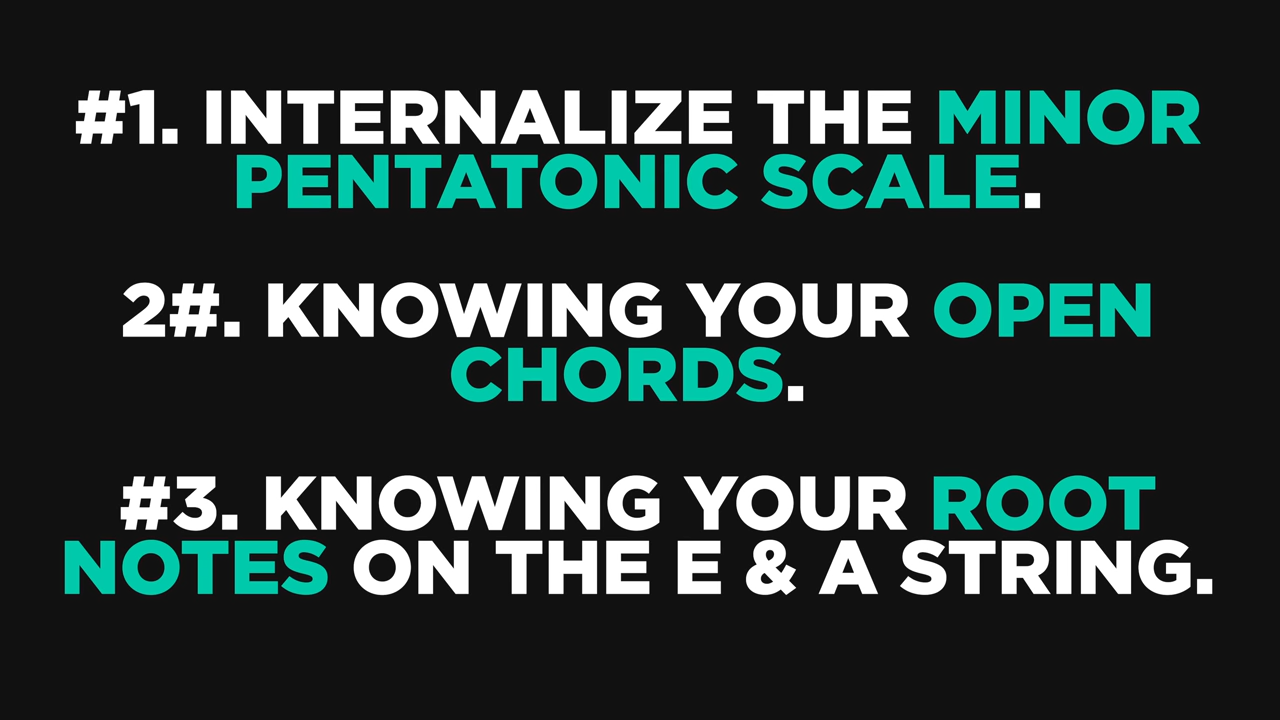 #1. INTERNALIZE THE MINOR
PENTATONIC SCALE.
2#. KNOWING YOUR OPEN
CHORDS.
#3. KNOWING YOUR ROOT
NOTES ON THE E & A STRING.